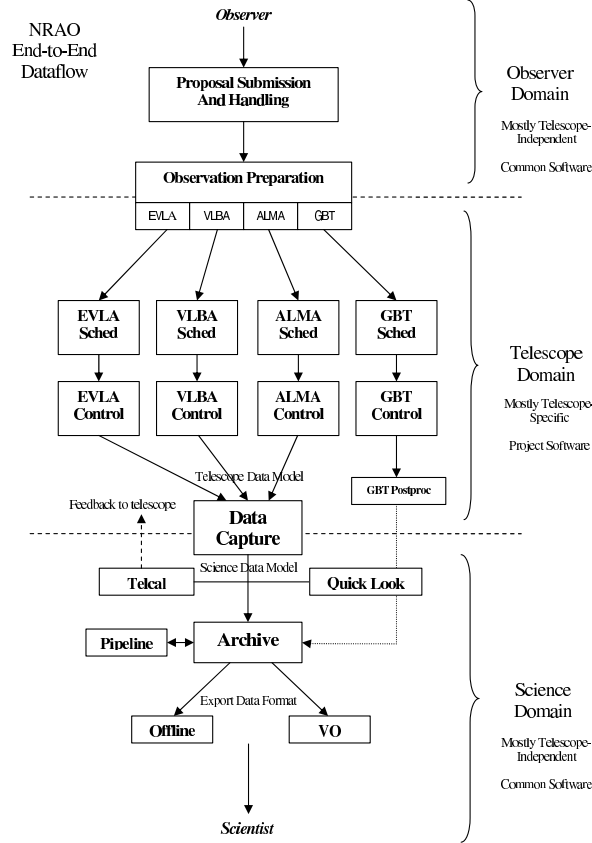 NRAO
End-to-End
Dataflow
Observer
Proposal Submission
And Handling
Observer
Domain
Mostly Telescope-
Independent
Common Software
Observation Preparation
EVLA
VLBA
ALMA
GBT
EVLA
Sched
VLBA
Sched
ALMA
Sched
GBT
Sched
Telescope
Domain
Mostly Telescope-
Specific
Project Software
EVLA
Control
VLBA
Control
ALMA
Control
GBT
Control
Telescope Data Model
GBT Postproc
Feedback to telescope
Data
Capture
Science Data Model
Telcal
Quick Look
Pipeline
Archive
Export Data Format
Offline
VO
Science
Domain
Mostly Telescope-
Independent
Common Software
Scientist